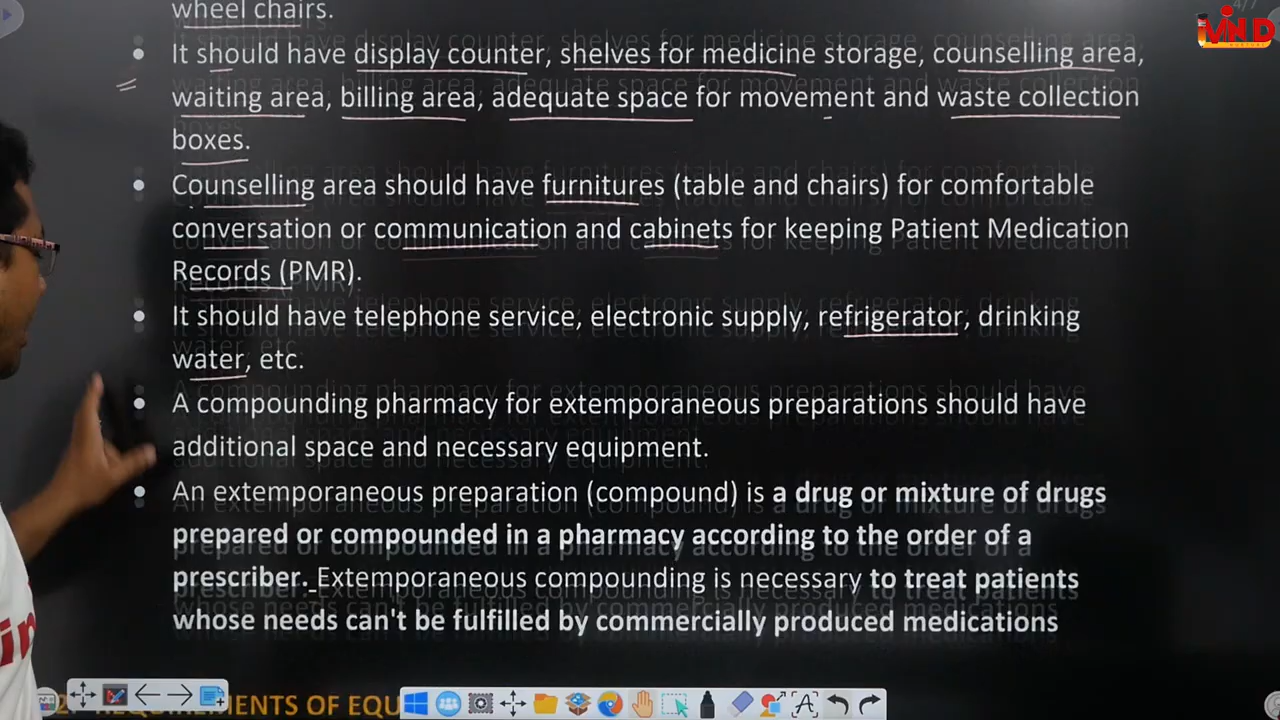 wheel chairs.
• It should have display counter, shelves for medicine storage, counselling area,
waiting area, billing area, adequate space for movement and waste collection
boxes.
• Counselling area should have furnitures (table and chairs) for comfortable
conversation or communication and cabinets for keeping Patient Medication
Records (PMR).
• It should have telephone service, electronic supply, refrigerator, drinking
water, etc.
• A compounding pharmacy for extemporaneous preparations should have
additional space and necessary equipment.
• An extemporaneous preparation (compound) is a drug or mixture of drugs
prepared or compounded in a pharmacy according to the order of a
prescriber. Extemporaneous compounding is necessary to treat patients
whose needs can't be fulfilled by commercially produced medications
OF EQU